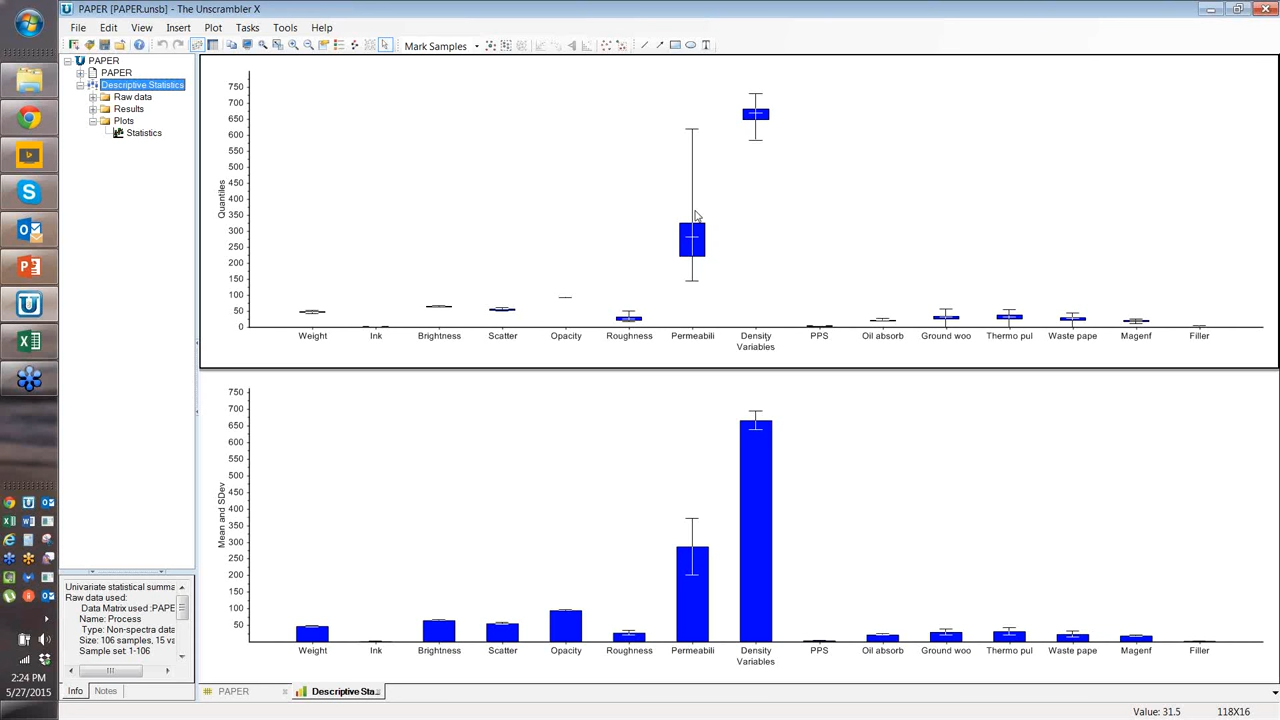 PAPER [PAPER.unsb] - The Unscrambler X
File Edit View Insert Plot Tasks Tools Help
Mark Samples
PAPER
PAPER
Descriptive Statistics
Raw data
Results
Plots
Statistics
Quantiles
750
700
650
600
550
500
450
400
350
300
250
200
150
100
50
0
Weight Ink Brightness Scatter Opacity Roughness Permeabili Density PPS Oil absorb Ground woo Thermo pul Waste pape Magenf Filler
Variables
Mean and SDev
750
700
650
600
550
500
450
400
350
300
250
200
150
100
50
Weight Ink Brightness Scatter Opacity Roughness Permeabili Density PPS Oil absorb Ground woo Thermo pul Waste pape Magenf Filler
Variables
Univariate statistical summa
Raw data used:
Data Matrix used :PAPE
Name: Process
Type: Non-spectra data
Size: 106 samples, 15 va
Sample set: 1-106
Info Notes
PAPER
Descriptive Sta...
Value: 31.5 118X16
2:24 PM
5/27/2015